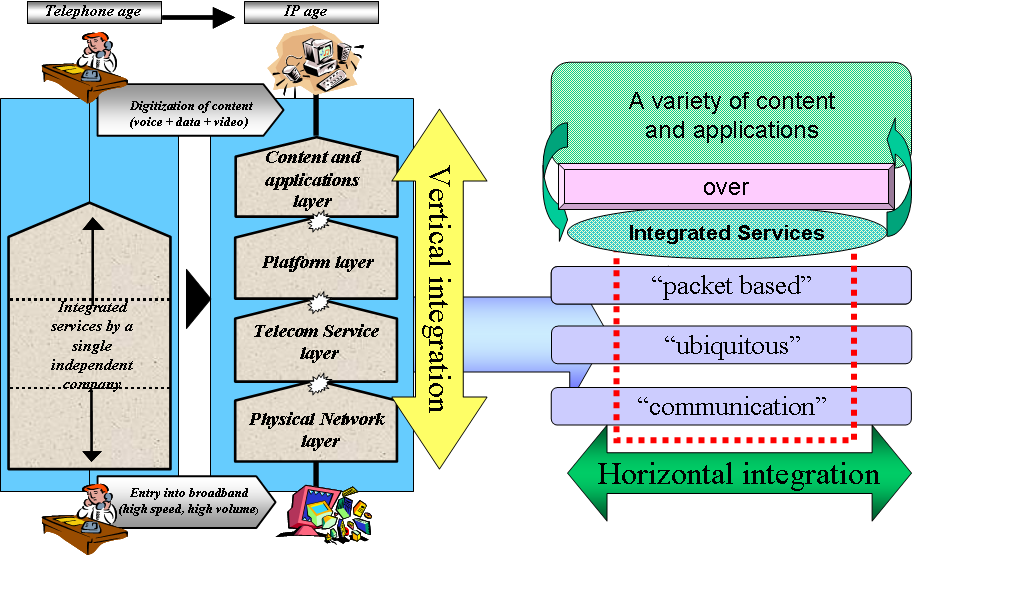 Telephone age
IP age
Digitization of content
(voice + data + video)
Content and
applications
layer
Platform layer
Telecom Service
layer
Physical Network
layer
Integrated
services by a
single
independent
company.
Entry into broadband
(high speed, high volume)
Vertical integration
A variety of content
and applications
over
Integrated Services
“packet based”
“ubiquitous”
“communication”
Horizontal integration